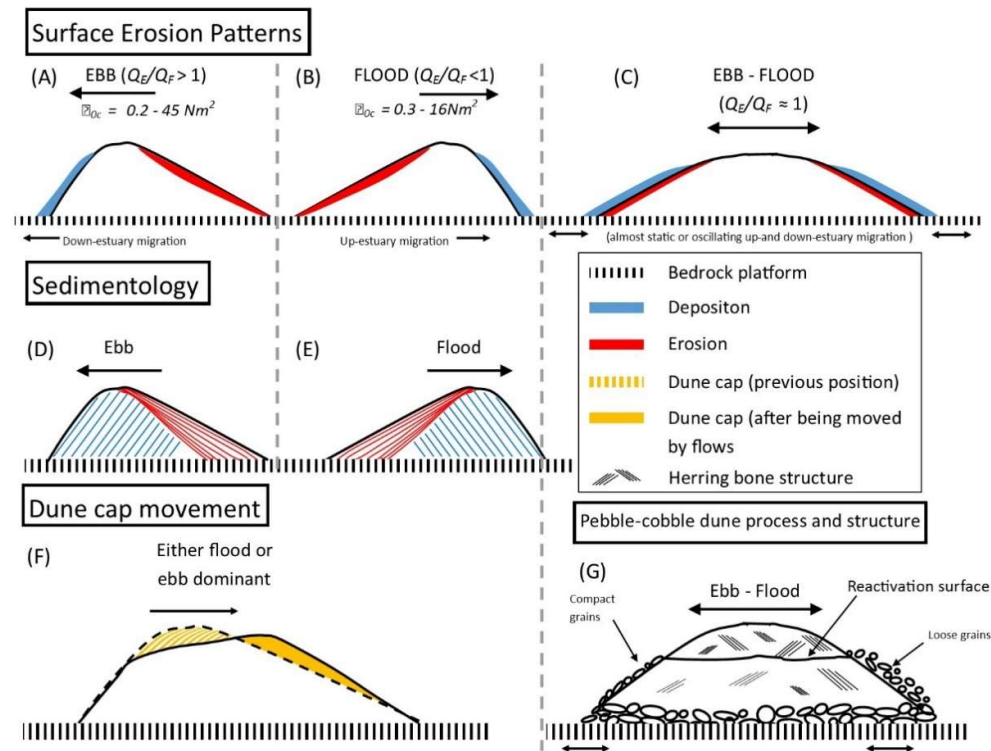 Surface Erosion Patterns
(A)
EBB (QE/QF > 1)
�0c = 0.2 - 45 Nm2
(B)
FLOOD (QE/QF <1)
�0c = 0.3 - 16Nm2
(C)
EBB - FLOOD
(QE/QF ≈ 1)
Down-estuary migration
Up-estuary migration
(almost static or oscillating up-and down-estuary migration )
Sedimentology
(D)
Ebb
(E)
Flood
Bedrock platform
Depositon
Erosion
Dune cap (previous position)
Dune cap (after being moved
by flows
Herring bone structure
Dune cap movement
(F)
Either flood or
ebb dominant
Pebble-cobble dune process and structure
(G)
Ebb - Flood
Compact
grains
Reactivation surface
Loose grains